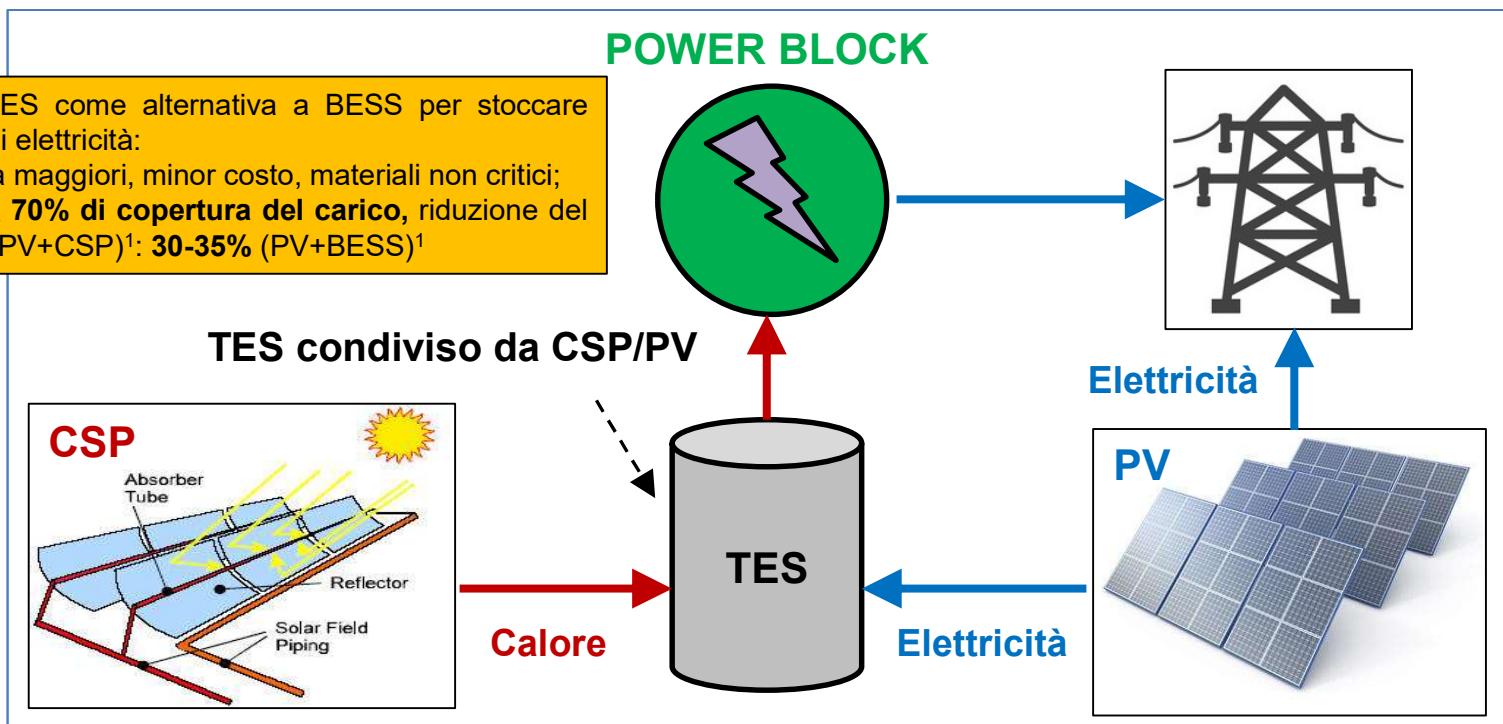 POWER BLOCK
ES come alternativa a BESS per stoccare
i elettricità:
maggiori, minor costo, materiali non critici;
70% di copertura del carico, riduzione del
PV+CSP)¹: 30-35% (PV+BESS)¹
TES condiviso da CSP/PV
Elettricità
CSP
Absorber
Tube
Reflector
Solar Field
Piping
Calore
TES
Elettricità
PV